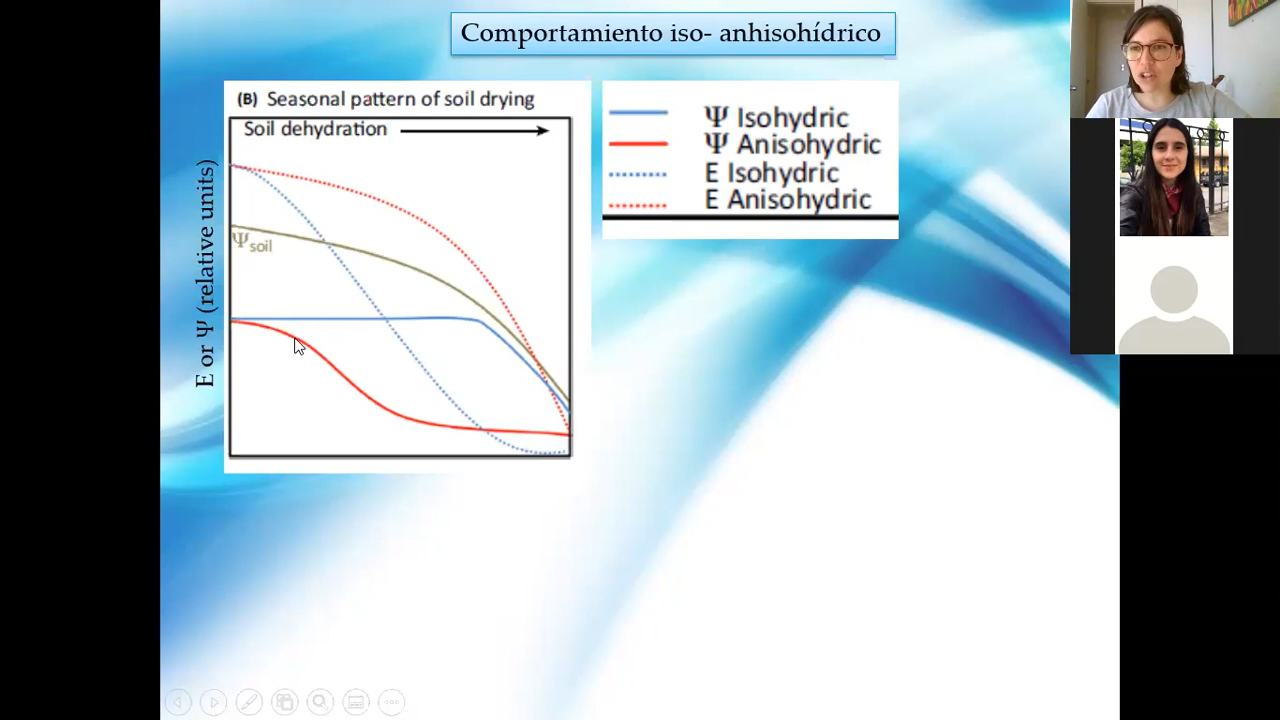 Comportamiento iso- anhisohídrico
(B) Seasonal pattern of soil drying
Soil dehydration
E or Ψ (relative units)
Ψsoil
Ψ Isohydric
Ψ Anisohydric
E Isohydric
E Anisohydric